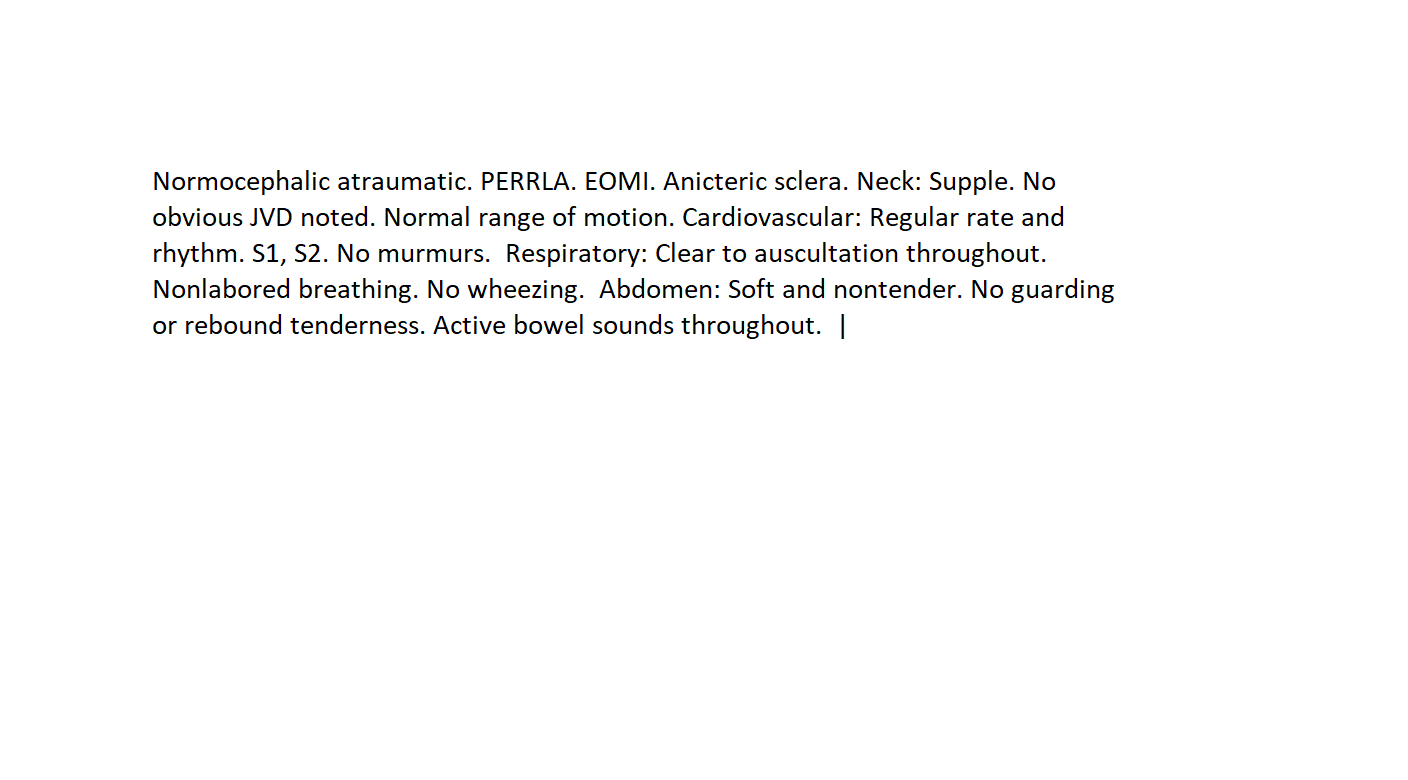 Normocephalic atraumatic. PERRLA. EOMI. Anicteric sclera. Neck: Supple. No
obvious JVD noted. Normal range of motion. Cardiovascular: Regular rate and
rhythm. S1, S2. No murmurs.  Respiratory: Clear to auscultation throughout.
Nonlabored breathing. No wheezing.  Abdomen: Soft and nontender. No guarding
or rebound tenderness. Active bowel sounds throughout.